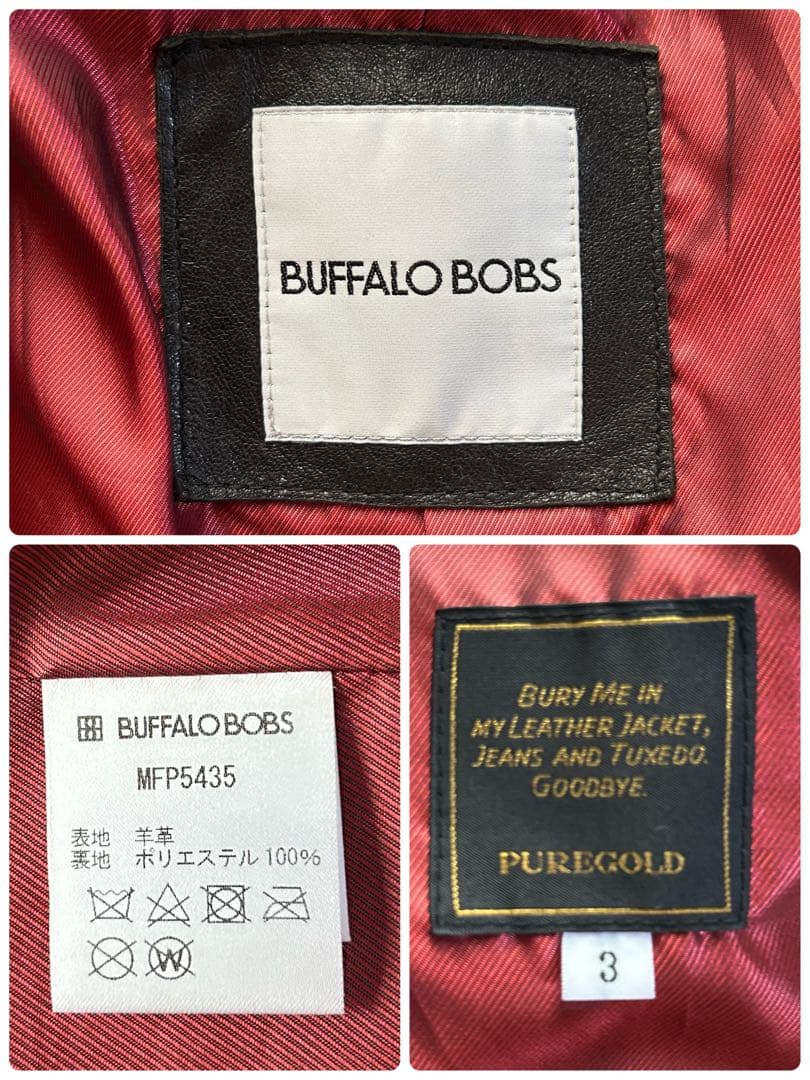 BUFFALO BOBS
BUFFALO BOBS
MFP5435
表地 羊革
裏地 ポリエステル 100%
W
BURY ME IN
MY LEATHER JACKET,
JEANS AND TUXEDO.
GOODBYE.
PUREGOLD
3